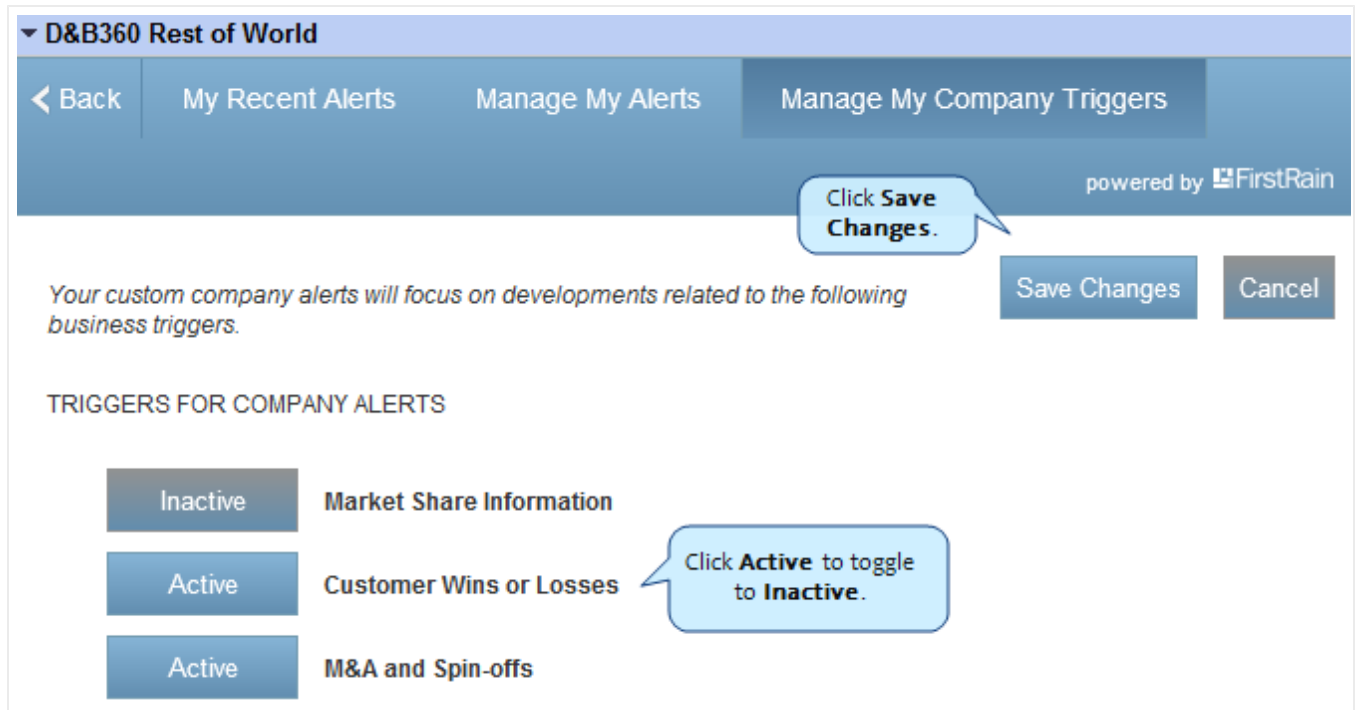 D&B360 Rest of World
Back My Recent Alerts Manage My Alerts Manage My Company Triggers
powered by FirstRain
Click Save
Changes.
Your custom company alerts will focus on developments related to the following
business triggers.
Save Changes Cancel
TRIGGERS FOR COMPANY ALERTS
Inactive Market Share Information
Active Customer Wins or Losses
Click Active to toggle
to Inactive.
Active M&A and Spin-offs